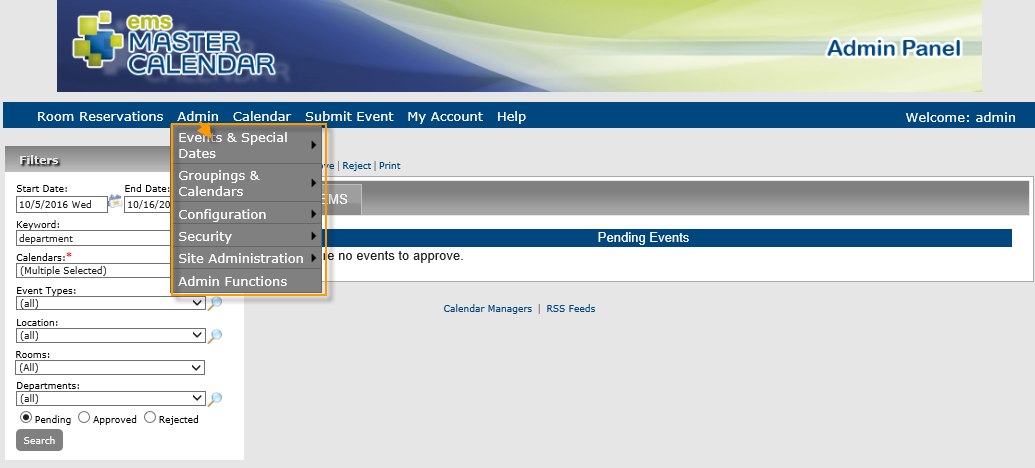 ems
MASTER
CALENDAR
Admin Panel
Room Reservations Admin Calendar Submit Event My Account Help Welcome: admin
Events & Special
Dates
Groupings &
Calendars
Configuration
Security
Site Administration
Admin Functions
Filters
Start Date: End Date:
10/5/2016 Wed 10/16/20
Keyword:
department
Calendars:*
(Multiple Selected)
Event Types:
(all)
Location:
(all)
Rooms:
(All)
Departments:
(all)
Pending Approved Rejected
Search
| Reject | Print
EMS
Pending Events
no events to approve.
Calendar Managers | RSS Feeds